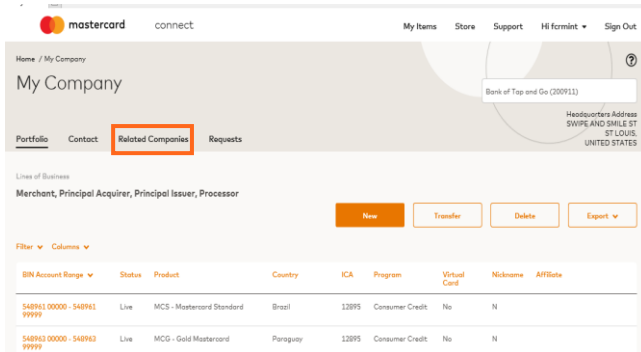 mastercard connect My Items Store Support Hi fcrmint Sign Out
Home / My Company
My Company
Bank of Tap and Go (200911)
Headquarters Address
SWIPE AND SMILE ST
ST LOUIS,
UNITED STATES
Portfolio Contact Related Companies Requests
Lines of Business
Merchant, Principal Acquirer, Principal Issuer, Processor
New Transfer Delete Export
Filter Columns
BIN Account Range Status Product Country ICA Program Virtual Card Nickname Affiliate
548961 00000 - 548961 99999 Live MCS - Mastercard Standard Brazil 12895 Consumer Credit No N
548963 00000 - 548963 99999 Live MCG - Gold Mastercard Paraguay 12895 Consumer Credit No N